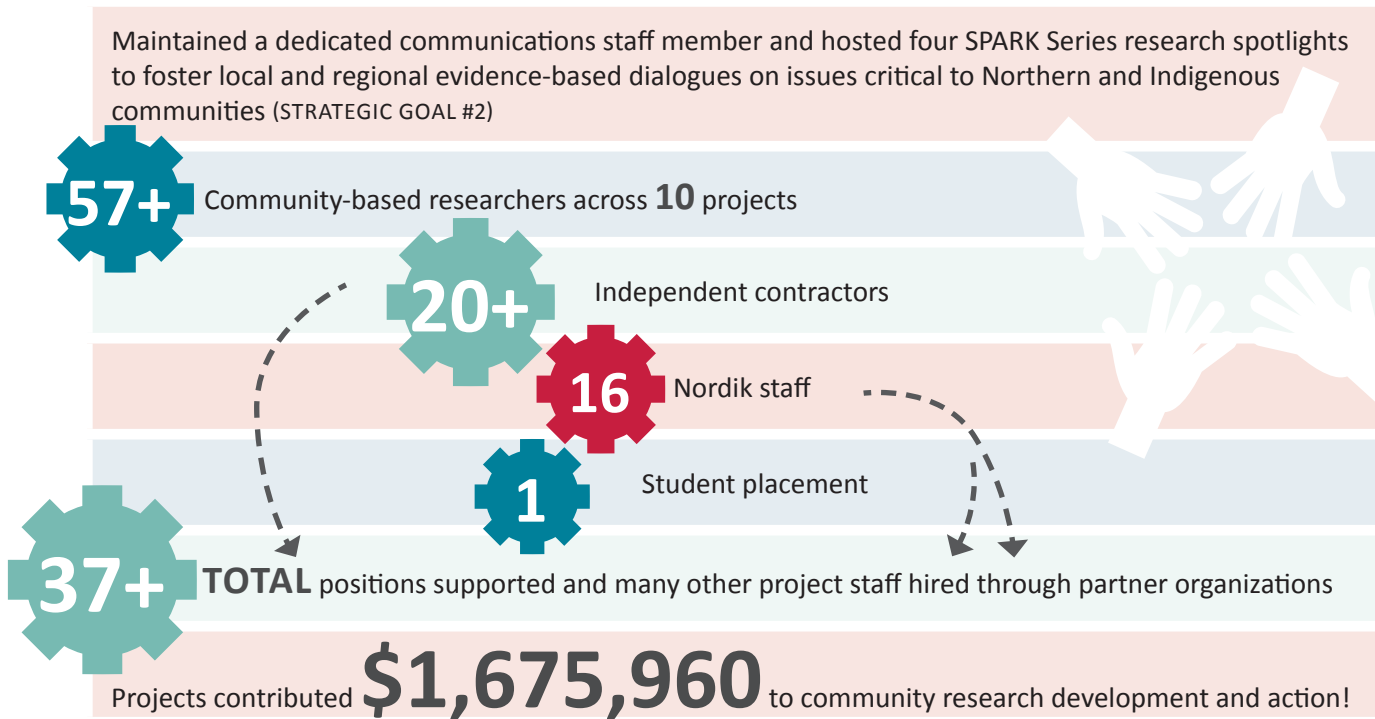 Maintained a dedicated communications staff member and hosted four SPARK Series research spotlights
to foster local and regional evidence-based dialogues on issues critical to Northern and Indigenous
communities (STRATEGIC GOAL #2)
57+ Community-based researchers across 10 projects
20+ Independent contractors
16 Nordik staff
1 Student placement
37+ TOTAL positions supported and many other project staff hired through partner organizations
Projects contributed $1,675,960 to community research development and action!